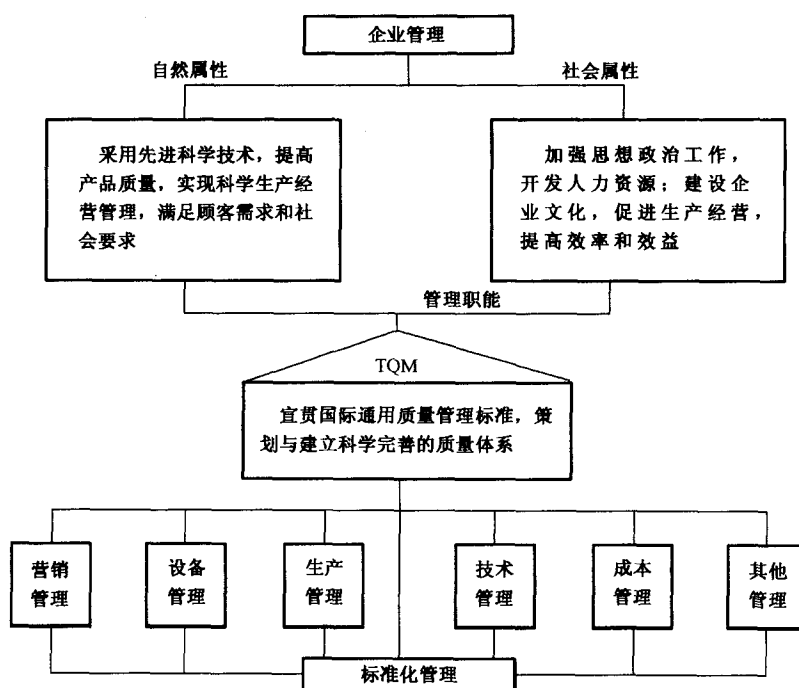 企业管理
自然属性
社会属性
采用先进科学技术，提高
产品质量，实现科学生产经
营管理，满足顾客需求和社
会要求
加强思想政治工作，
开发人力资源；建设企
业文化，促进生产经营，
提高效率和效益
管理职能
TQM
宣贯国际通用质量管理标准，策
划与建立科学完善的质量体系
营销
管理
设备
管理
生产
管理
技术
管理
成本
管理
其他
管理
标准化管理